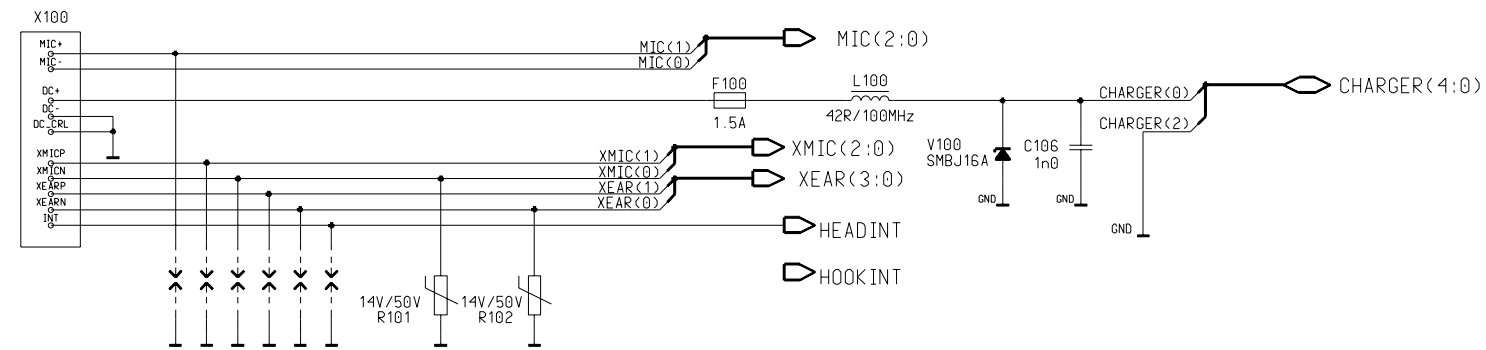 X100
MIC+
MIC(1)
MIC(2:0)
MIC-
MIC(0)
DC+
F100
L100
CHARGER(0)
CHARGER(4:0)
DC-
1.5A
42R/100MHz
DC_CRL
CHARGER(2)
XMICP
XMIC(1)
XMIC(2:0)
V100
SMBJ16A
C106
1n0
XMICN
XMIC(0)
XEARP
XEAR(1)
XEAR(3:0)
XEARN
XEAR(0)
GND
GND
INT
HEADINT
GND
HOOKINT
14V/50V
R101
14V/50V
R102